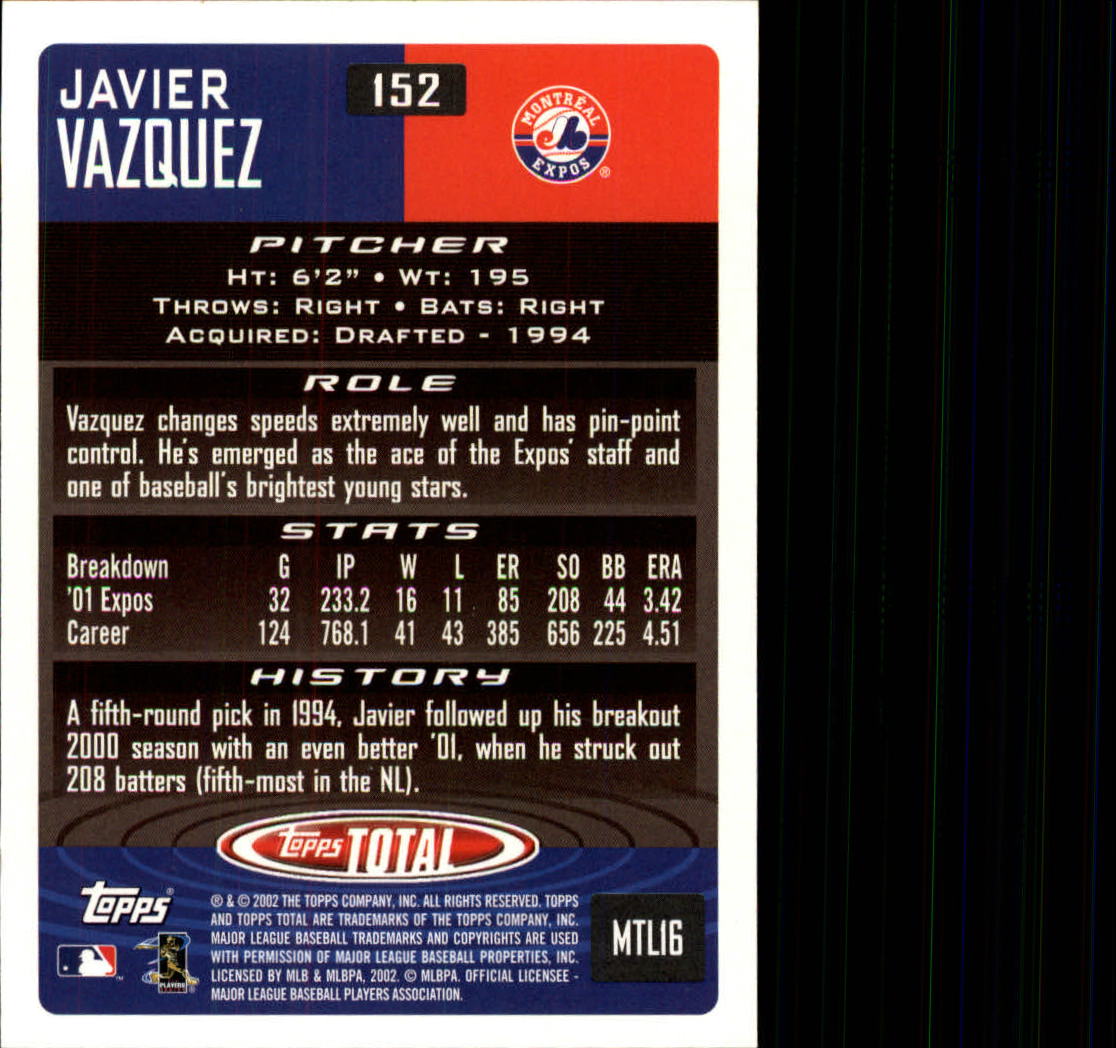 JAVIER
VAZQUEZ
152
MONTRÉAL
EXPOS ®
PITCHER
HT: 6'2" • WT: 195
THROWS: RIGHT • BATS: RIGHT
ACQUIRED: DRAFTED - 1994
ROLE
Vazquez changes speeds extremely well and has pin-point
control. He's emerged as the ace of the Expos' staff and
one of baseball's brightest young stars.
STATS
Breakdown G IP W L ER SO BB ERA
'01 Expos 32 233.2 16 11 85 208 44 3.42
Career 124 768.1 41 43 385 656 225 4.51
HISTORY
A fifth-round pick in 1994, Javier followed up his breakout
2000 season with an even better '01, when he struck out
208 batters (fifth-most in the NL).
Topps TOTAL
Topps ®
® & © 2002 THE TOPPS COMPANY, INC. ALL RIGHTS RESERVED. TOPPS
AND TOPPS TOTAL ARE TRADEMARKS OF THE TOPPS COMPANY, INC.
MAJOR LEAGUE BASEBALL TRADEMARKS AND COPYRIGHTS ARE USED
WITH PERMISSION OF MAJOR LEAGUE BASEBALL PROPERTIES, INC.
LICENSED BY MLB & MLBPA, 2002. © MLBPA. OFFICIAL LICENSEE -
MAJOR LEAGUE BASEBALL PLAYERS ASSOCIATION.
MTL16
PLAYERS